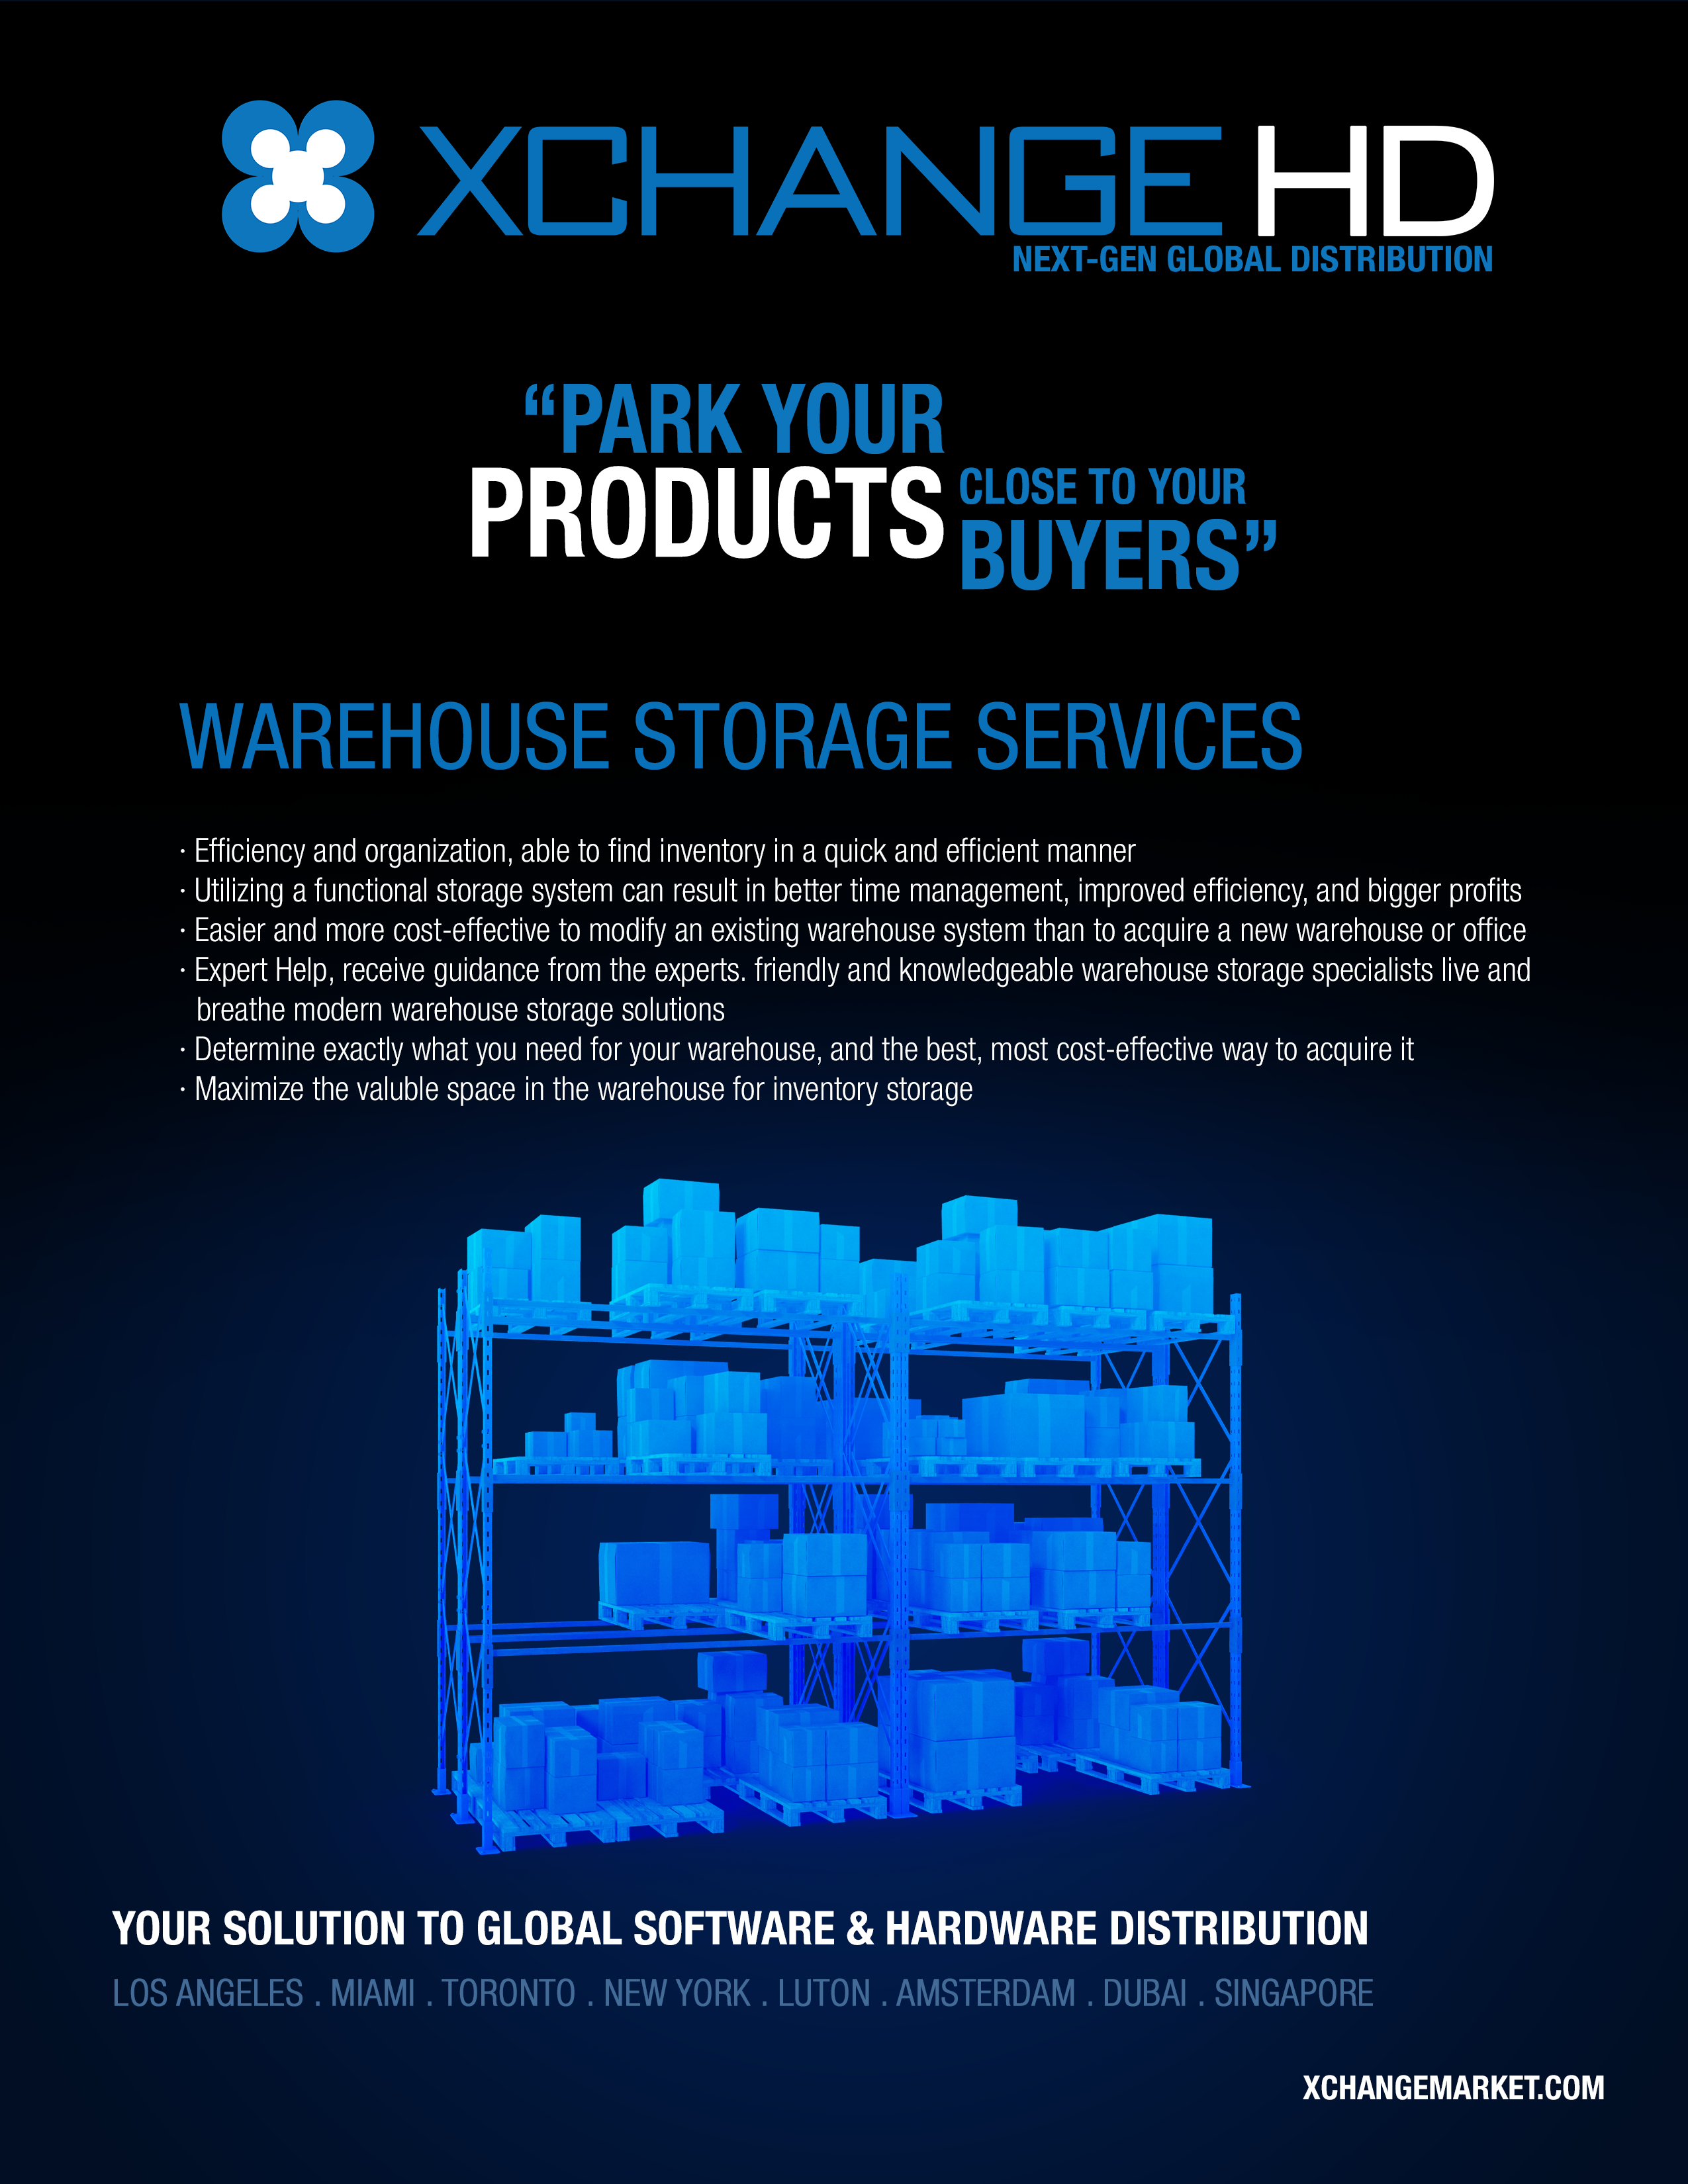 XCHANGE HD
NEXT-GEN GLOBAL DISTRIBUTION
“PARK YOUR
PRODUCTS CLOSE TO YOUR
BUYERS”
WAREHOUSE STORAGE SERVICES
· Efficiency and organization, able to find inventory in a quick and efficient manner
· Utilizing a functional storage system can result in better time management, improved efficiency, and bigger profits
· Easier and more cost-effective to modify an existing warehouse system than to acquire a new warehouse or office
· Expert Help, receive guidance from the experts. friendly and knowledgeable warehouse storage specialists live and
breathe modern warehouse storage solutions
· Determine exactly what you need for your warehouse, and the best, most cost-effective way to acquire it
· Maximize the valuble space in the warehouse for inventory storage
YOUR SOLUTION TO GLOBAL SOFTWARE & HARDWARE DISTRIBUTION
LOS ANGELES . MIAMI . TORONTO . NEW YORK . LUTON . AMSTERDAM . DUBAI . SINGAPORE
XCHANGEMARKET.COM